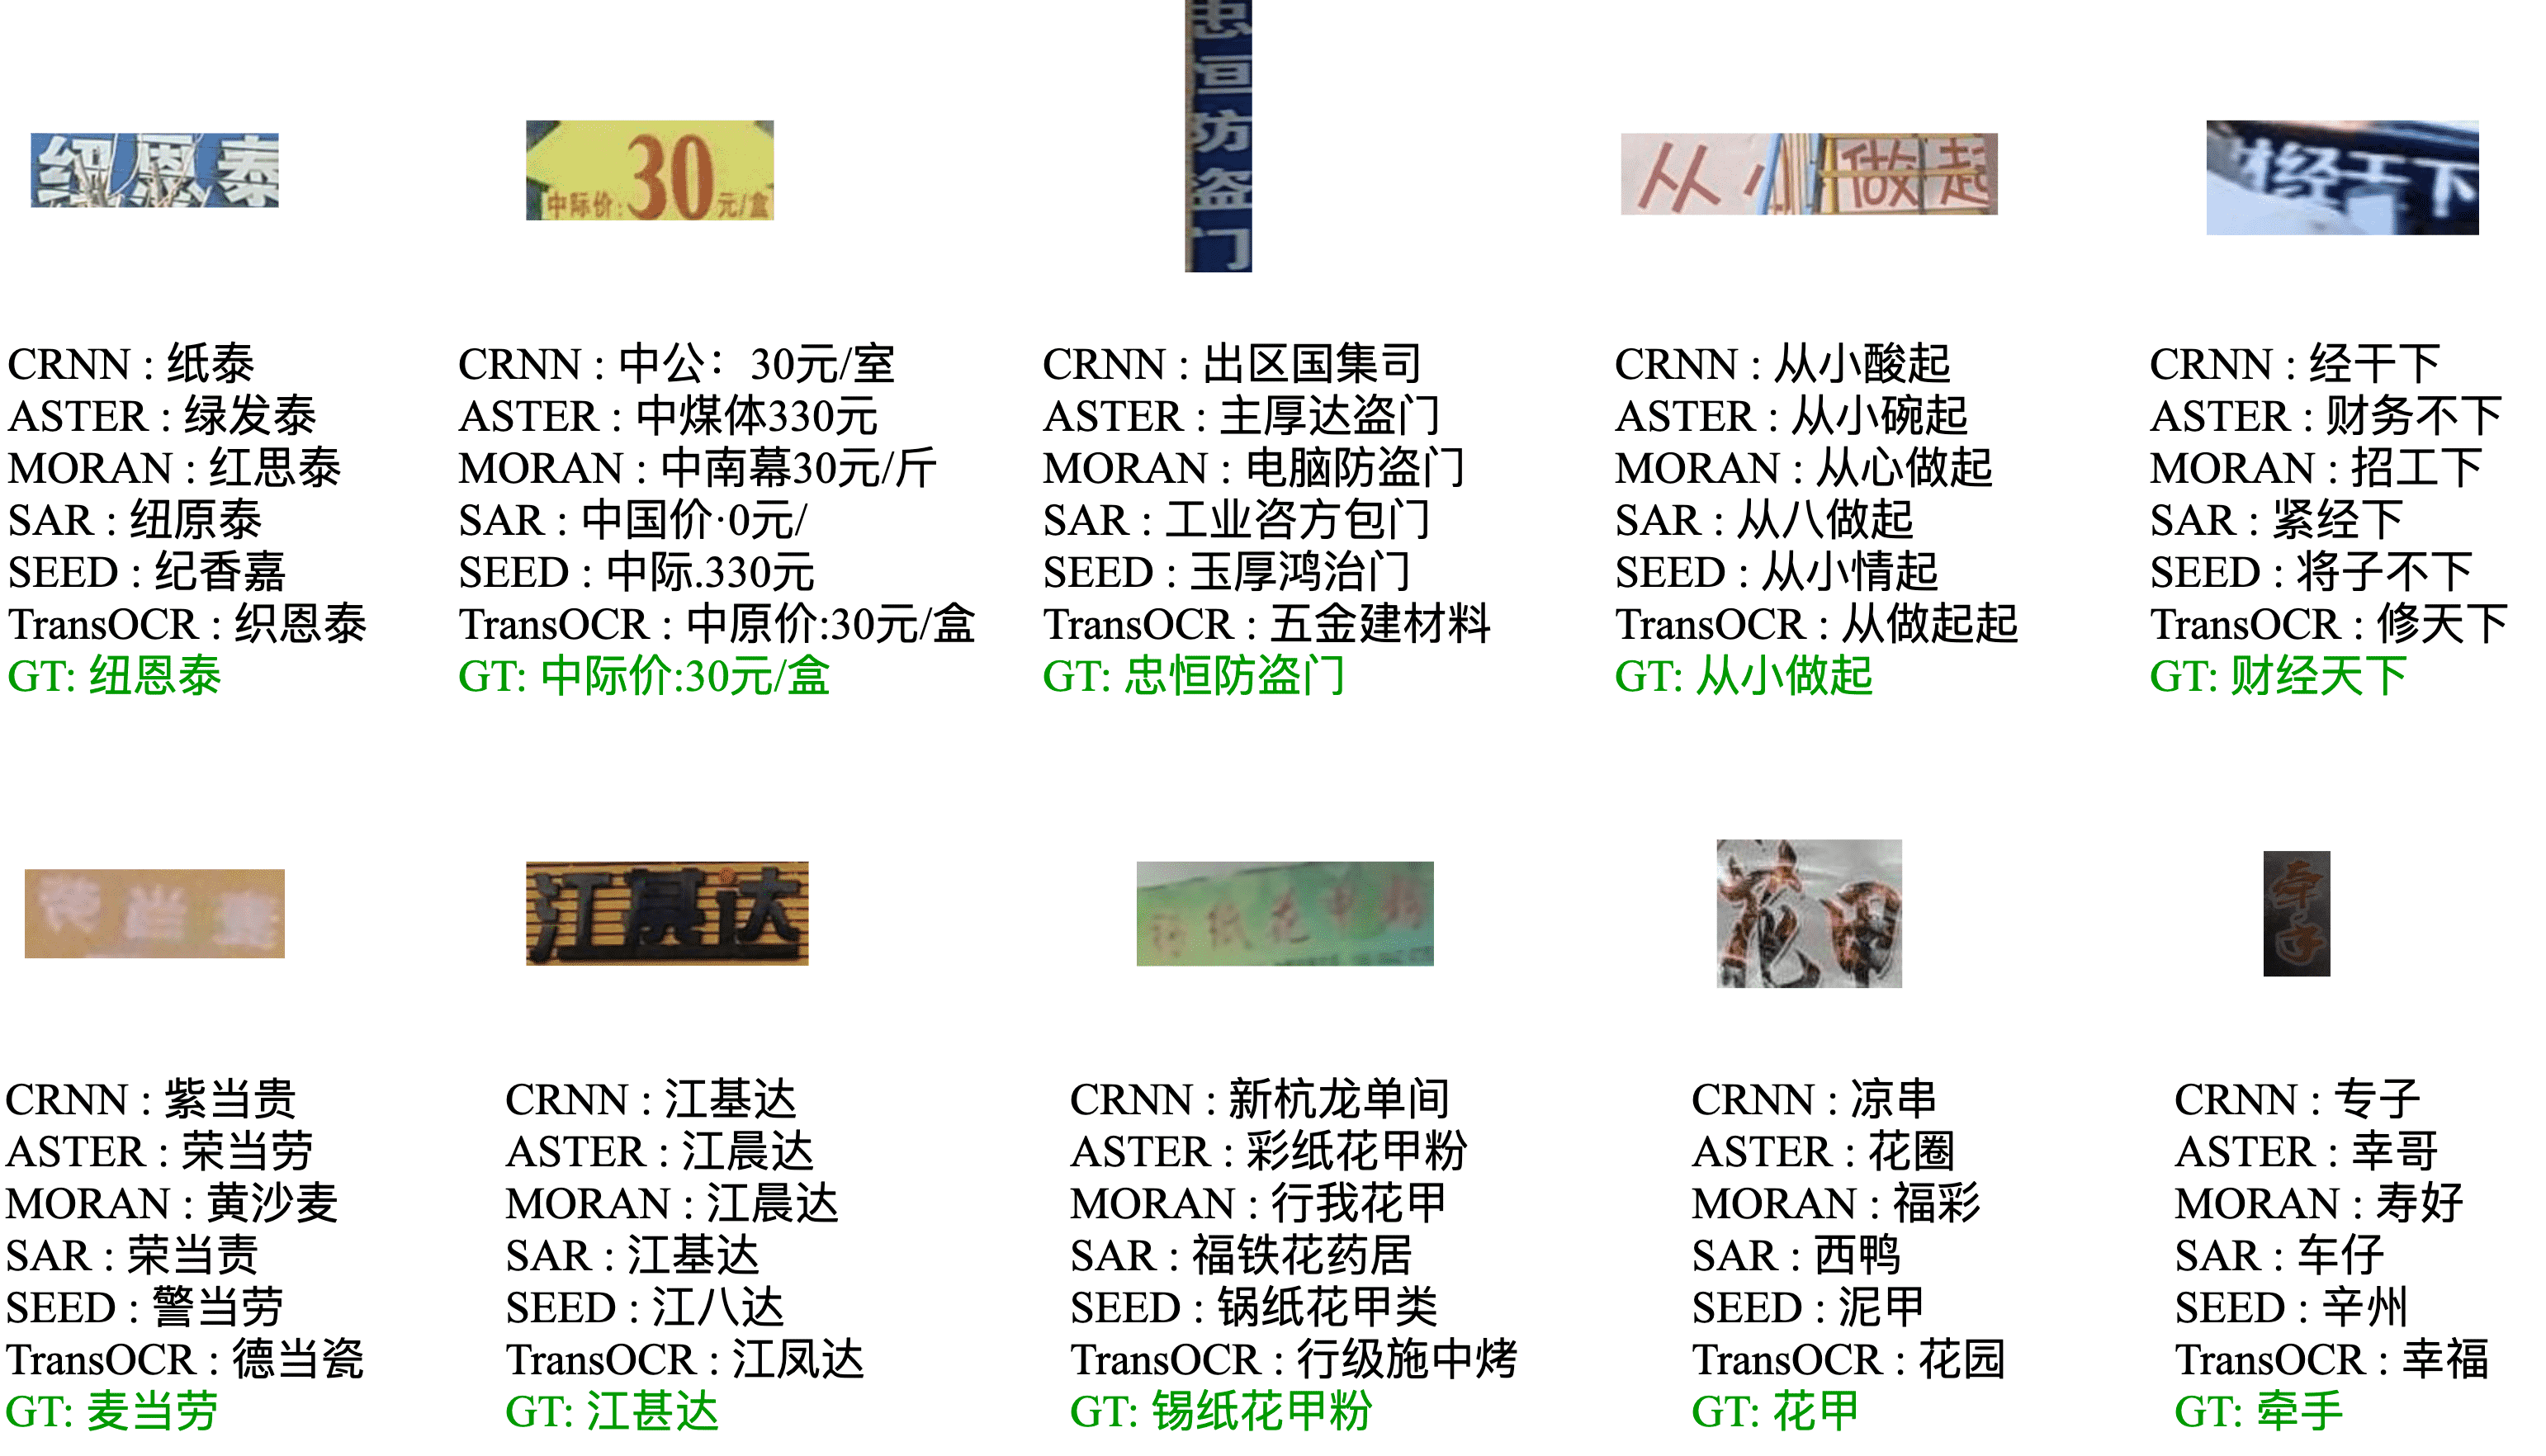 纽恩泰
30
中际价: 元/盒
忠恒防盗门
从小做起
财经天下
CRNN : 纸泰
ASTER : 绿发泰
MORAN : 红思泰
SAR : 纽原泰
SEED : 纪香嘉
TransOCR : 织恩泰
GT: 纽恩泰
CRNN : 中公：30元/室
ASTER : 中煤体330元
MORAN : 中南幕30元/斤
SAR : 中国价·0元/
SEED : 中际.330元
TransOCR : 中原价:30元/盒
GT: 中际价:30元/盒
CRNN : 出区国集司
ASTER : 主厚达盗门
MORAN : 电脑防盗门
SAR : 工业咨方包门
SEED : 玉厚鸿治门
TransOCR : 五金建材料
GT: 忠恒防盗门
CRNN : 从小酸起
ASTER : 从小碗起
MORAN : 从心做起
SAR : 从八做起
SEED : 从小情起
TransOCR : 从做起起
GT: 从小做起
CRNN : 经干下
ASTER : 财务不下
MORAN : 招工下
SAR : 紧经下
SEED : 将子不下
TransOCR : 修天下
GT: 财经天下
江甚达
纸花甲粉
花甲
牵手
CRNN : 紫当贵
ASTER : 荣当劳
MORAN : 黄沙麦
SAR : 荣当责
SEED : 警当劳
TransOCR : 德当瓷
GT: 麦当劳
CRNN : 江基达
ASTER : 江晨达
MORAN : 江晨达
SAR : 江基达
SEED : 江八达
TransOCR : 江凤达
GT: 江甚达
CRNN : 新杭龙单间
ASTER : 彩纸花甲粉
MORAN : 行我花甲
SAR : 福铁花药居
SEED : 锅纸花甲类
TransOCR : 行级施中烤
GT: 锡纸花甲粉
CRNN : 凉串
ASTER : 花圈
MORAN : 福彩
SAR : 西鸭
SEED : 泥甲
TransOCR : 花园
GT: 花甲
CRNN : 专子
ASTER : 幸哥
MORAN : 寿好
SAR : 车仔
SEED : 辛州
TransOCR : 幸福
GT: 牵手